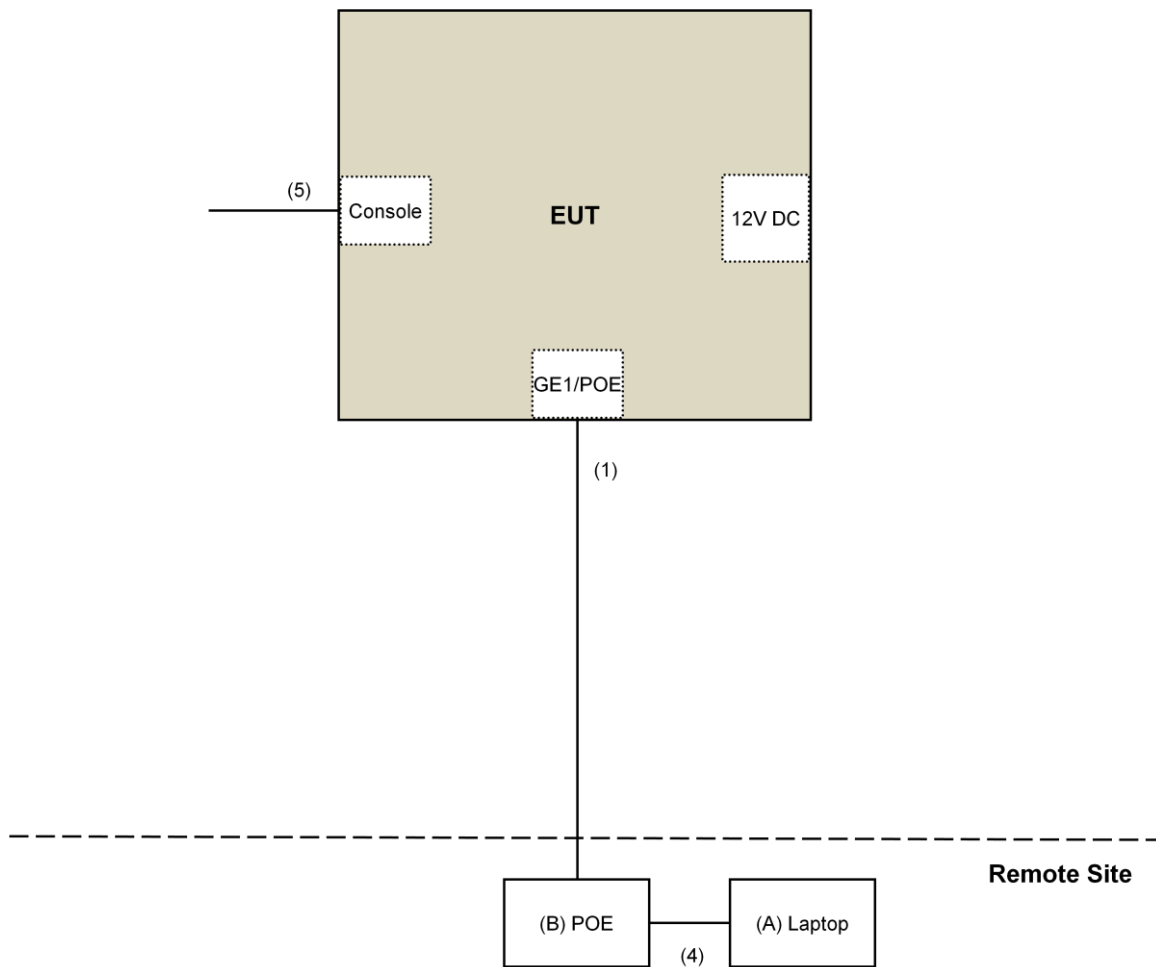 (5)
Console
EUT
12V DC
GE1/POE
(1)
Remote Site
(B) POE
(A) Laptop
(4)